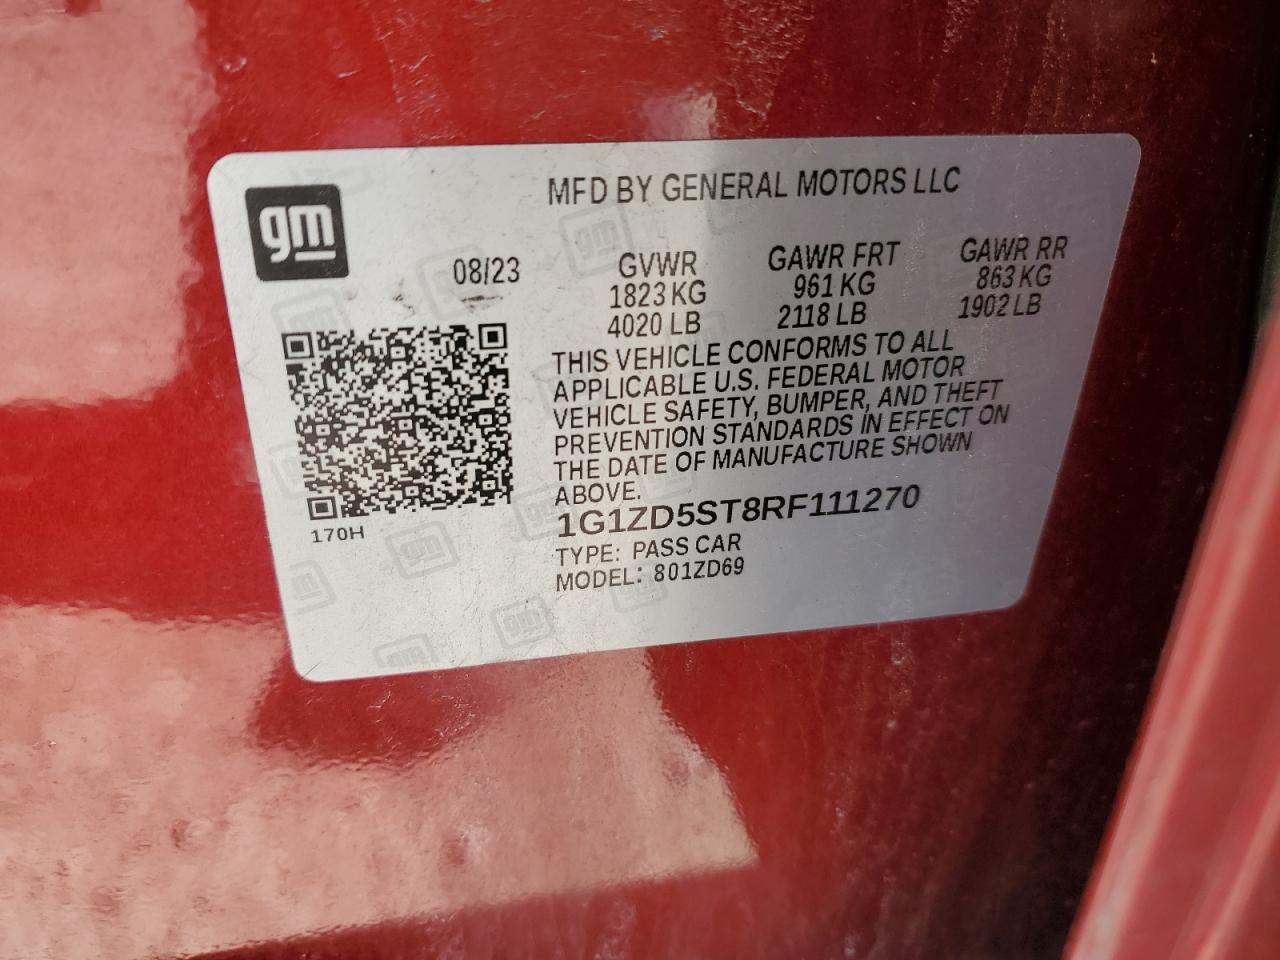 gm
MFD BY GENERAL MOTORS LLC
08/23
GVWR
1823 KG
4020 LB
GAWR FRT
961 KG
2118 LB
GAWR RR
863 KG
1902 LB
THIS VEHICLE CONFORMS TO ALL
APPLICABLE U.S. FEDERAL MOTOR
VEHICLE SAFETY, BUMPER, AND THEFT
PREVENTION STANDARDS IN EFFECT ON
THE DATE OF MANUFACTURE SHOWN
ABOVE.
1G1ZD5ST8RF111270
TYPE: PASS CAR
MODEL: 801ZD69
170H